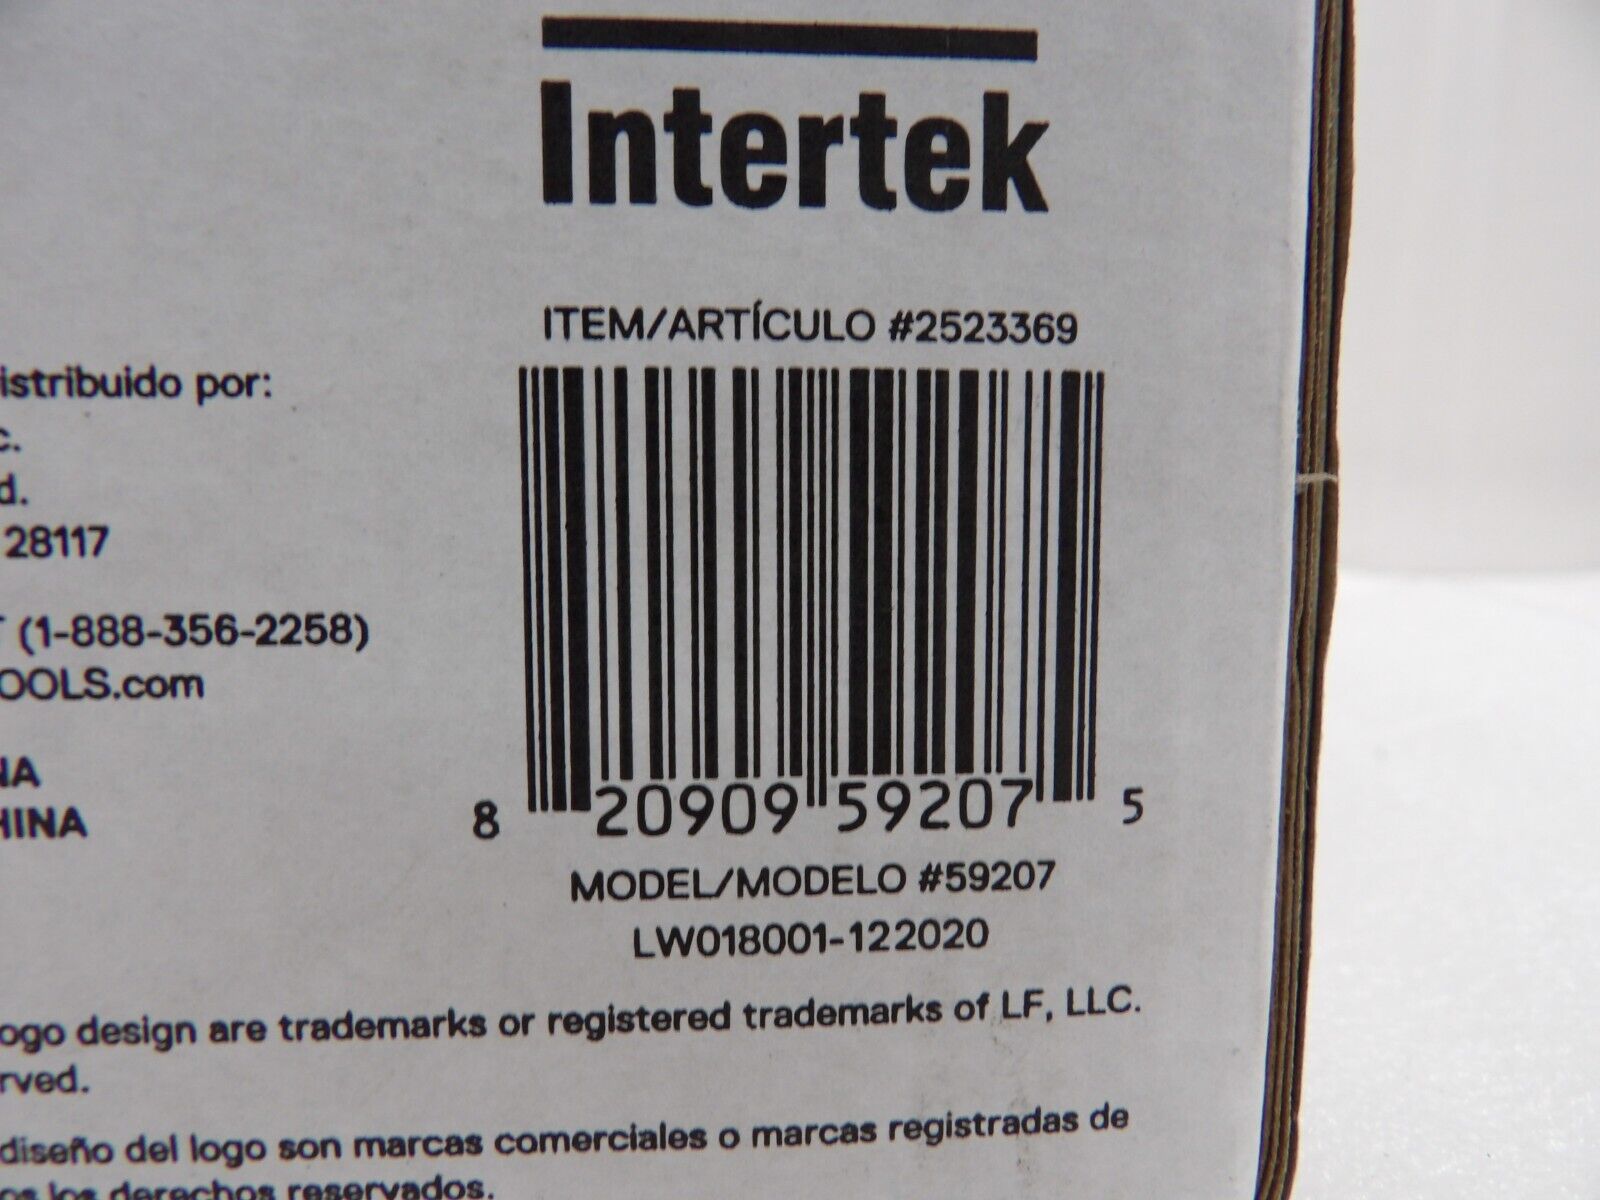 Intertek
ITEM/ARTÍCULO #2523369
istribuido por:
c.
d.
28117
T (1-888-356-2258)
OOLS.com
NA
HINA
8 20909 59207 5
MODEL/MODELO #59207
LW018001-122020
ogo design are trademarks or registered trademarks of LF, LLC.
rved.
diseño del logo son marcas comerciales o marcas registradas de
os los derechos reservados.